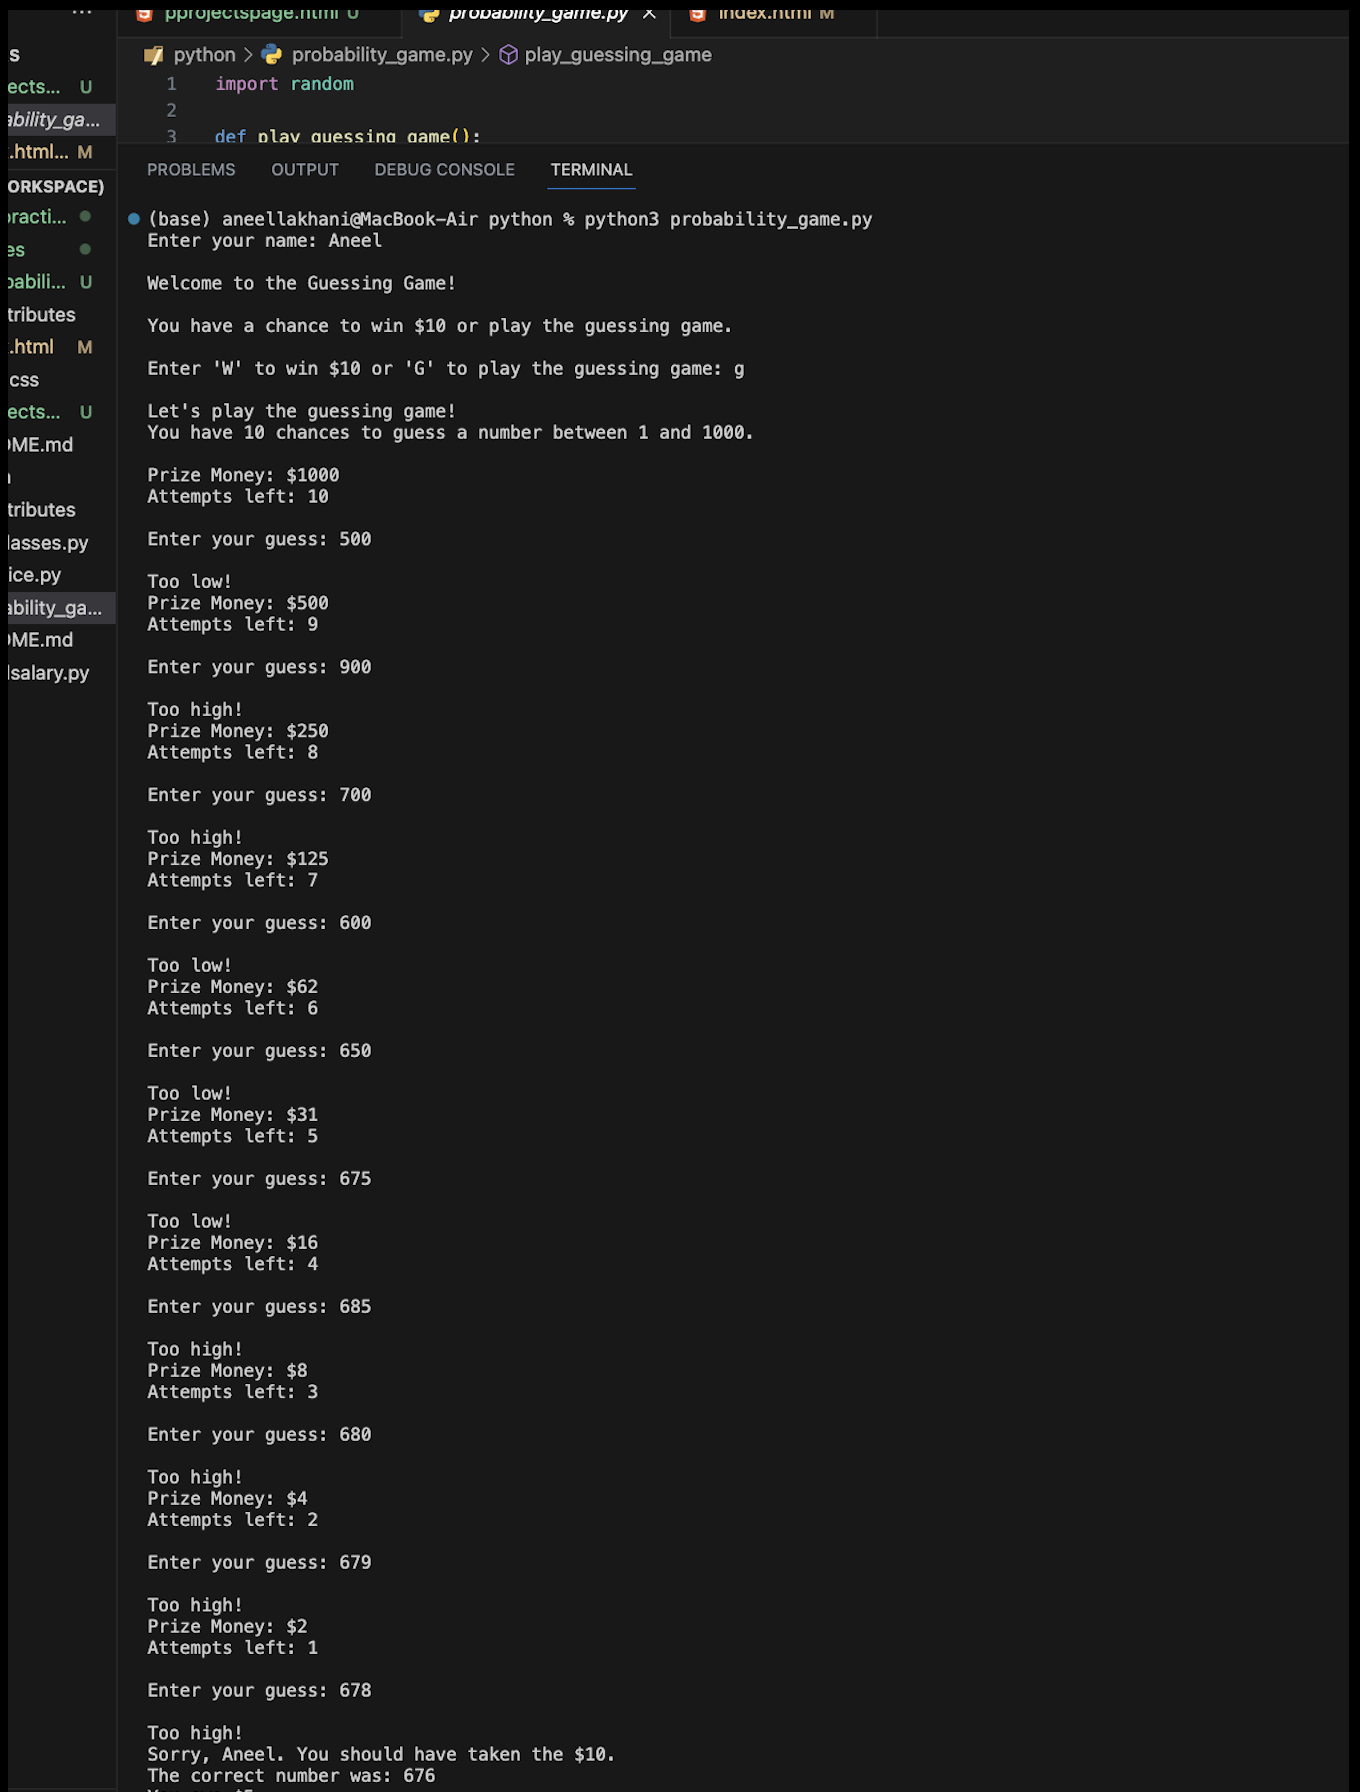 pprojectspage.html U
probability_game.py
index.html M
python > probability_game.py > play_guessing_game
1 import random
2
3 def play_guessing_game():
PROBLEMS OUTPUT DEBUG CONSOLE TERMINAL
s
ects... U
ability_ga...
.html... M
ORKSPACE)
practi...
es
babili... U
tributes
.html M
css
ects... U
ME.md
tributes
lasses.py
ice.py
ability_ga...
ME.md
lsalary.py
(base) aneellakhani@MacBook-Air python % python3 probability_game.py
Enter your name: Aneel
Welcome to the Guessing Game!
You have a chance to win $10 or play the guessing game.
Enter 'W' to win $10 or 'G' to play the guessing game: g
Let's play the guessing game!
You have 10 chances to guess a number between 1 and 1000.
Prize Money: $1000
Attempts left: 10
Enter your guess: 500
Too low!
Prize Money: $500
Attempts left: 9
Enter your guess: 900
Too high!
Prize Money: $250
Attempts left: 8
Enter your guess: 700
Too high!
Prize Money: $125
Attempts left: 7
Enter your guess: 600
Too low!
Prize Money: $62
Attempts left: 6
Enter your guess: 650
Too low!
Prize Money: $31
Attempts left: 5
Enter your guess: 675
Too low!
Prize Money: $16
Attempts left: 4
Enter your guess: 685
Too high!
Prize Money: $8
Attempts left: 3
Enter your guess: 680
Too high!
Prize Money: $4
Attempts left: 2
Enter your guess: 679
Too high!
Prize Money: $2
Attempts left: 1
Enter your guess: 678
Too high!
Sorry, Aneel. You should have taken the $10.
The correct number was: 676